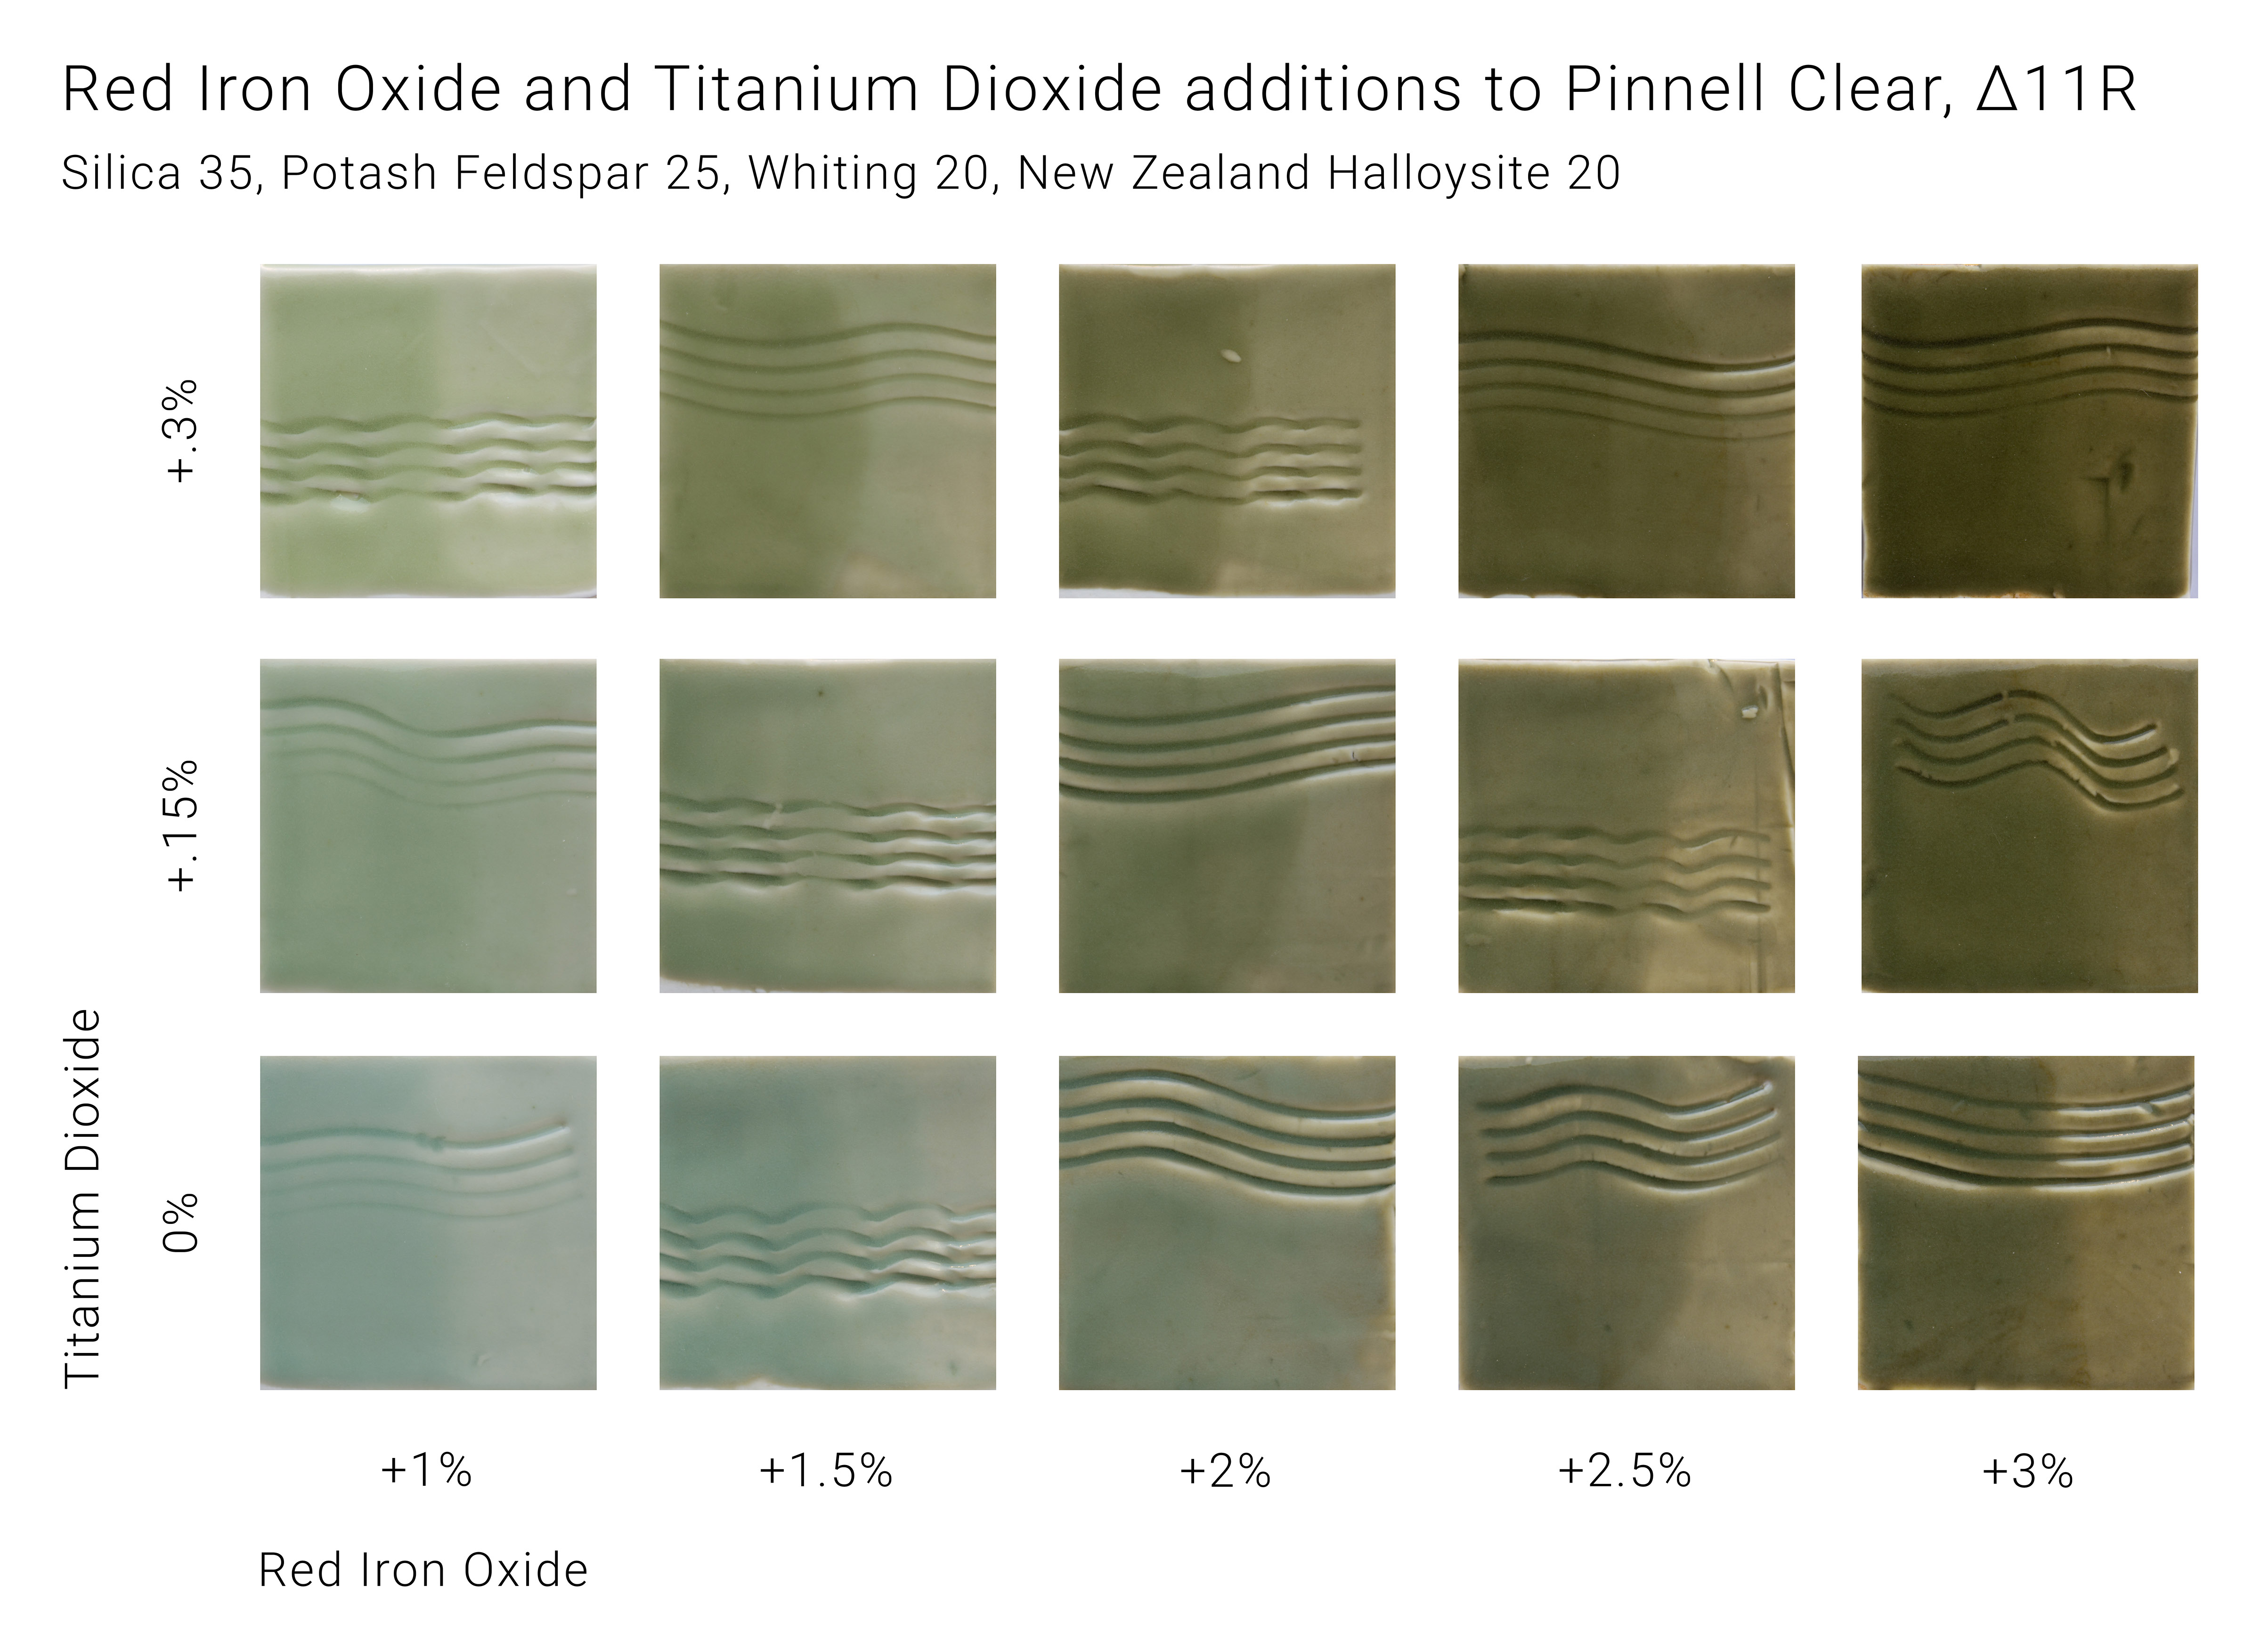 Red Iron Oxide and Titanium Dioxide additions to Pinnell Clear, Δ11R
Silica 35, Potash Feldspar 25, Whiting 20, New Zealand Halloysite 20
+.3%
+.15%
0%
Titanium Dioxide
+1%
+1.5%
+2%
+2.5%
+3%
Red Iron Oxide